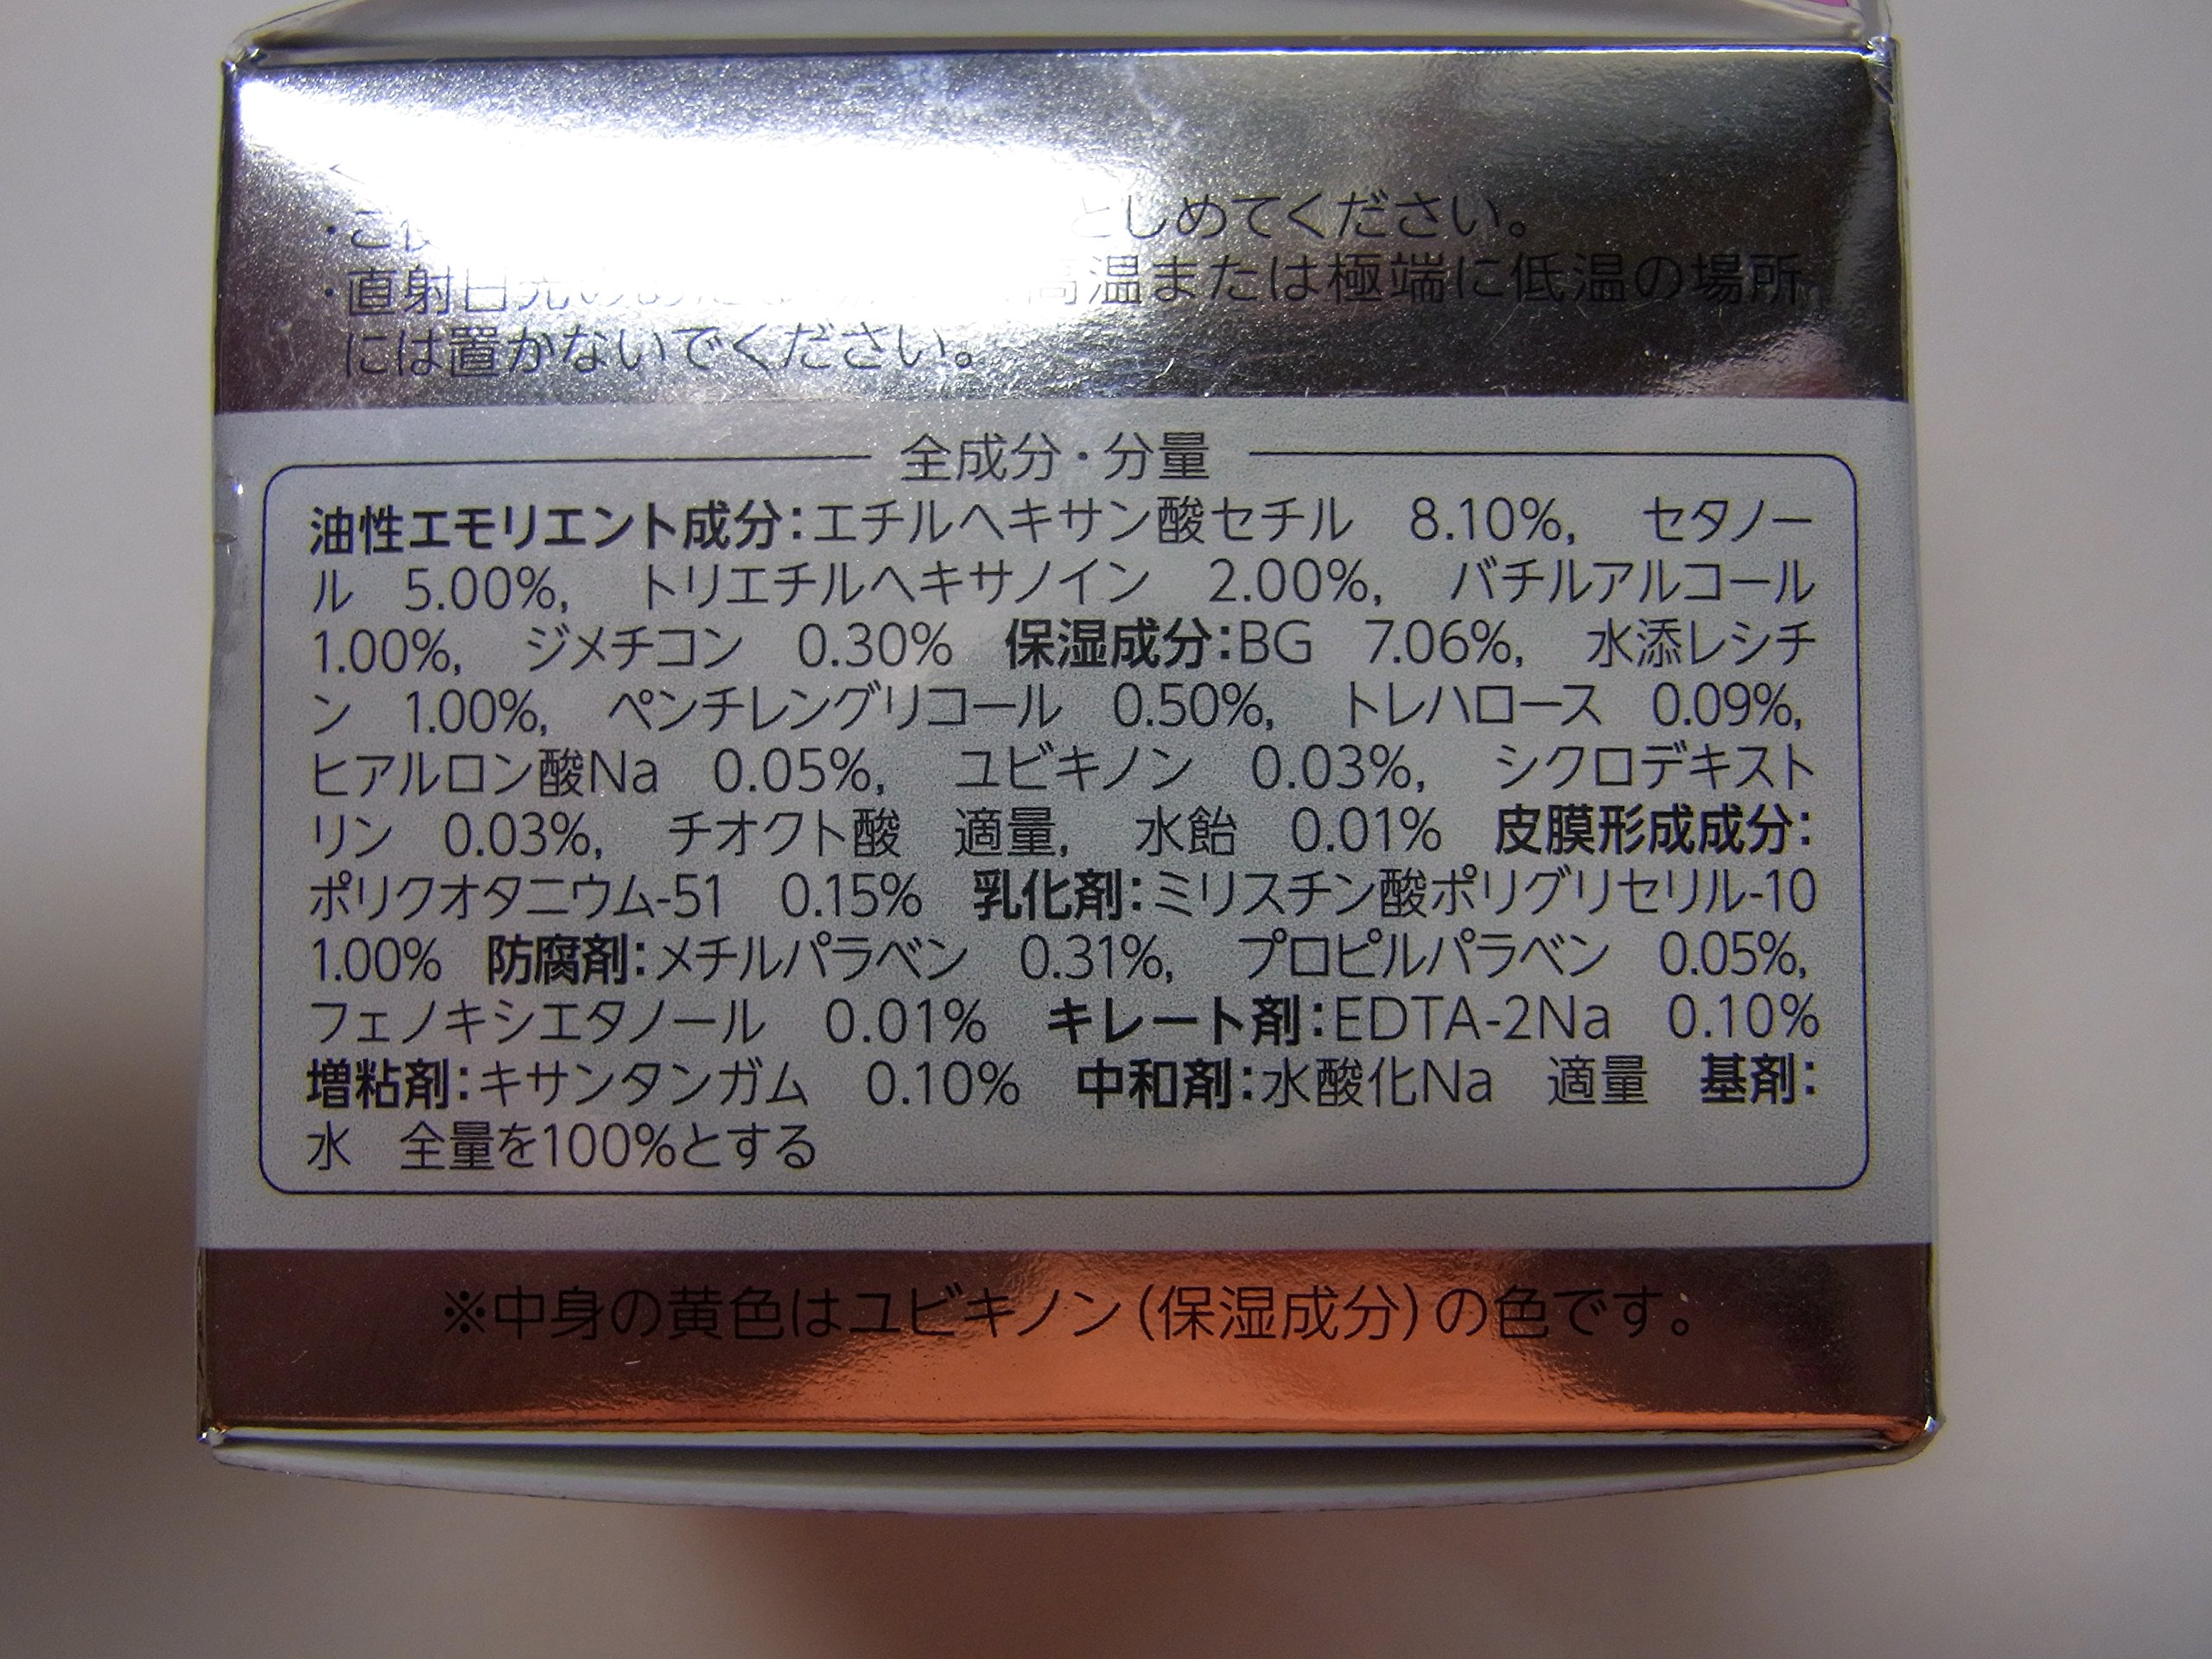 としめてください。
・直射日光の 高温または極端に低温の場所
には置かないでください。
全成分・分量
油性エモリエント成分：エチルヘキサン酸セチル 8.10%, セタノー
ル 5.00%, トリエチルヘキサノイン 2.00%, バチルアルコール
1.00%, ジメチコン 0.30% 保湿成分：BG 7.06%, 水添レシチ
ン 1.00%, ペンチレングリコール 0.50%, トレハロース 0.09%,
ヒアルロン酸Na 0.05%, ユビキノン 0.03%, シクロデキスト
リン 0.03%, チオクト酸 適量, 水飴 0.01% 皮膜形成成分：
ポリクオタニウム-51 0.15% 乳化剤：ミリスチン酸ポリグリセリル-10
1.00% 防腐剤：メチルパラベン 0.31%, プロピルパラベン 0.05%,
フェノキシエタノール 0.01% キレート剤：EDTA-2Na 0.10%
増粘剤：キサンタンガム 0.10% 中和剤：水酸化Na 適量 基剤：
水 全量を100%とする
※中身の黄色はユビキノン（保湿成分）の色です。